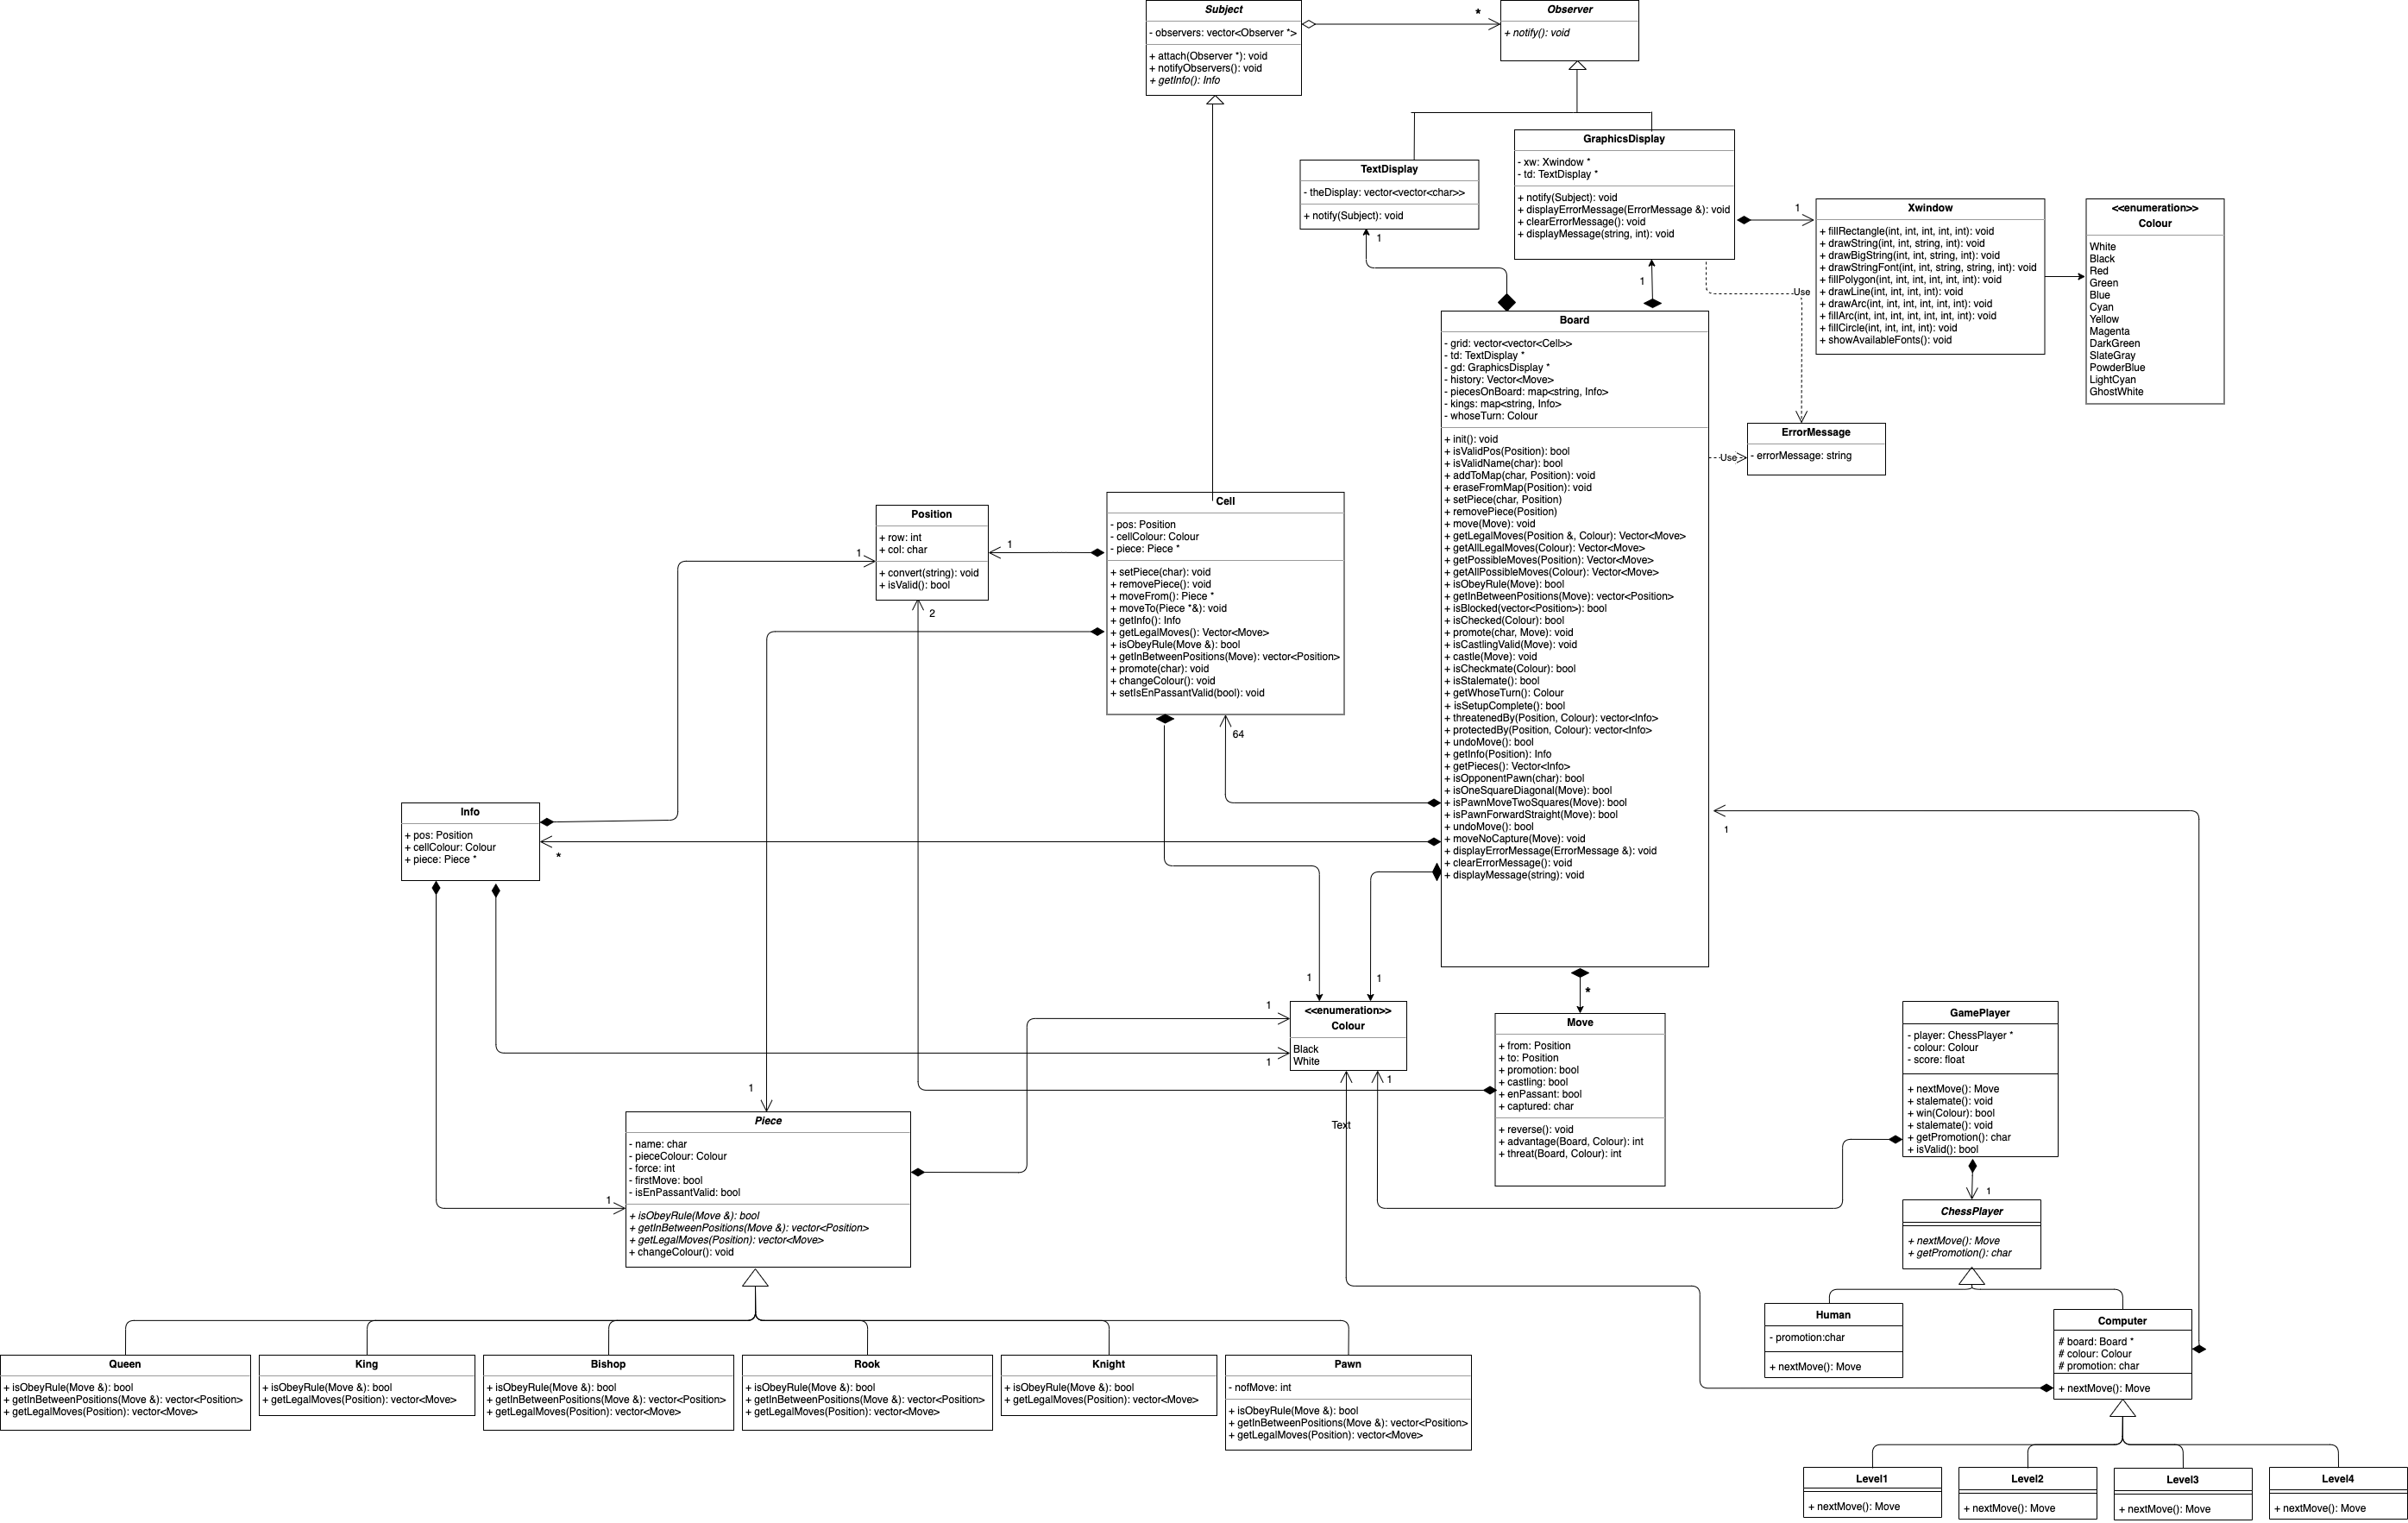 Subject
- observers: vector<Observer *>
+ attach(Observer *): void
+ notifyObservers(): void
+ getInfo(): Info
*
Observer
+ notify(): void
TextDisplay
- theDisplay: vector<vector<char>>
+ notify(Subject): void
1
GraphicsDisplay
- xw: Xwindow *
- td: TextDisplay *
+ notify(Subject): void
+ displayErrorMessage(ErrorMessage &): void
+ clearErrorMessage(): void
+ displayMessage(string, int): void
1
1
Use
Xwindow
+ fillRectangle(int, int, int, int, int): void
+ drawString(int, int, string, int): void
+ drawBigString(int, int, string, int): void
+ drawStringFont(int, int, string, string, int): void
+ fillPolygon(int, int, int, int, int, int): void
+ drawLine(int, int, int, int): void
+ drawArc(int, int, int, int, int, int): void
+ fillArc(int, int, int, int, int, int, int): void
+ fillCircle(int, int, int, int): void
+ showAvailableFonts(): void
<<enumeration>>
Colour
White
Black
Red
Green
Blue
Cyan
Yellow
Magenta
DarkGreen
SlateGray
PowderBlue
LightCyan
GhostWhite
Board
- grid: vector<vector<Cell>>
- td: TextDisplay *
- gd: GraphicsDisplay *
- history: Vector<Move>
- piecesOnBoard: map<string, Info>
- kings: map<string, Info>
- whoseTurn: Colour
+ init(): void
+ isValidPos(Position): bool
+ isValidName(char): bool
+ addToMap(char, Position): void
+ eraseFromMap(Position): void
+ setPiece(char, Position)
+ removePiece(Position)
+ move(Move): void
+ getLegalMoves(Position &, Colour): Vector<Move>
+ getAllLegalMoves(Colour): Vector<Move>
+ getPossibleMoves(Position): Vector<Move>
+ getAllPossibleMoves(Colour): Vector<Move>
+ isObeyRule(Move): bool
+ getInBetweenPositions(Move): vector<Position>
+ isBlocked(vector<Position>): bool
+ isChecked(Colour): bool
+ promote(char, Move): void
+ isCastlingValid(Move): void
+ castle(Move): void
+ isCheckmate(Colour): bool
+ isStalemate(): bool
+ getWhoseTurn(): Colour
+ isSetupComplete(): bool
+ threatenedBy(Position, Colour): vector<Info>
+ protectedBy(Position, Colour): vector<Info>
+ undoMove(): bool
+ getInfo(Position): Info
+ getPieces(): Vector<Info>
+ isOpponentPawn(char): bool
+ isOneSquareDiagonal(Move): bool
+ isPawnMoveTwoSquares(Move): bool
+ isPawnForwardStraight(Move): bool
+ undoMove(): bool
+ moveNoCapture(Move): void
+ displayErrorMessage(ErrorMessage &): void
+ clearErrorMessage(): void
+ displayMessage(string): void
Use
ErrorMessage
- errorMessage: string
Position
+ row: int
+ col: char
+ convert(string): void
+ isValid(): bool
1
1
2
Cell
- pos: Position
- cellColour: Colour
- piece: Piece *
+ setPiece(char): void
+ removePiece(): void
+ moveFrom(): Piece *
+ moveTo(Piece *&): void
+ getInfo(): Info
+ getLegalMoves(): Vector<Move>
+ isObeyRule(Move &): bool
+ getInBetweenPositions(Move): vector<Position>
+ promote(char): void
+ changeColour(): void
+ setIsEnPassantValid(bool): void
64
Info
+ pos: Position
+ cellColour: Colour
+ piece: Piece *
*
1
1
1
1
1
<<enumeration>>
Colour
Black
White
1
Text
*
Move
+ from: Position
+ to: Position
+ promotion: bool
+ castling: bool
+ enPassant: bool
+ captured: char
+ reverse(): void
+ advantage(Board, Colour): int
+ threat(Board, Colour): int
GamePlayer
- player: ChessPlayer *
- colour: Colour
- score: float
+ nextMove(): Move
+ stalemate(): void
+ win(Colour): bool
+ stalemate(): void
+ getPromotion(): char
+ isValid(): bool
1
ChessPlayer
+ nextMove(): Move
+ getPromotion(): char
1
1
Piece
- name: char
- pieceColour: Colour
- force: int
- firstMove: bool
- isEnPassantValid: bool
+ isObeyRule(Move &): bool
+ getInBetweenPositions(Move &): vector<Position>
+ getLegalMoves(Position): vector<Move>
+ changeColour(): void
Human
- promotion:char
+ nextMove(): Move
Computer
# board: Board *
# colour: Colour
# promotion: char
+ nextMove(): Move
Queen
+ isObeyRule(Move &): bool
+ getInBetweenPositions(Move &): vector<Position>
+ getLegalMoves(Position): vector<Move>
King
+ isObeyRule(Move &): bool
+ getLegalMoves(Position): vector<Move>
Bishop
+ isObeyRule(Move &): bool
+ getInBetweenPositions(Move &): vector<Position>
+ getLegalMoves(Position): vector<Move>
Rook
+ isObeyRule(Move &): bool
+ getInBetweenPositions(Move &): vector<Position>
+ getLegalMoves(Position): vector<Move>
Knight
+ isObeyRule(Move &): bool
+ getLegalMoves(Position): vector<Move>
Pawn
- nofMove: int
+ isObeyRule(Move &): bool
+ getInBetweenPositions(Move &): vector<Position>
+ getLegalMoves(Position): vector<Move>
Level1
+ nextMove(): Move
Level2
+ nextMove(): Move
Level3
+ nextMove(): Move
Level4
+ nextMove(): Move